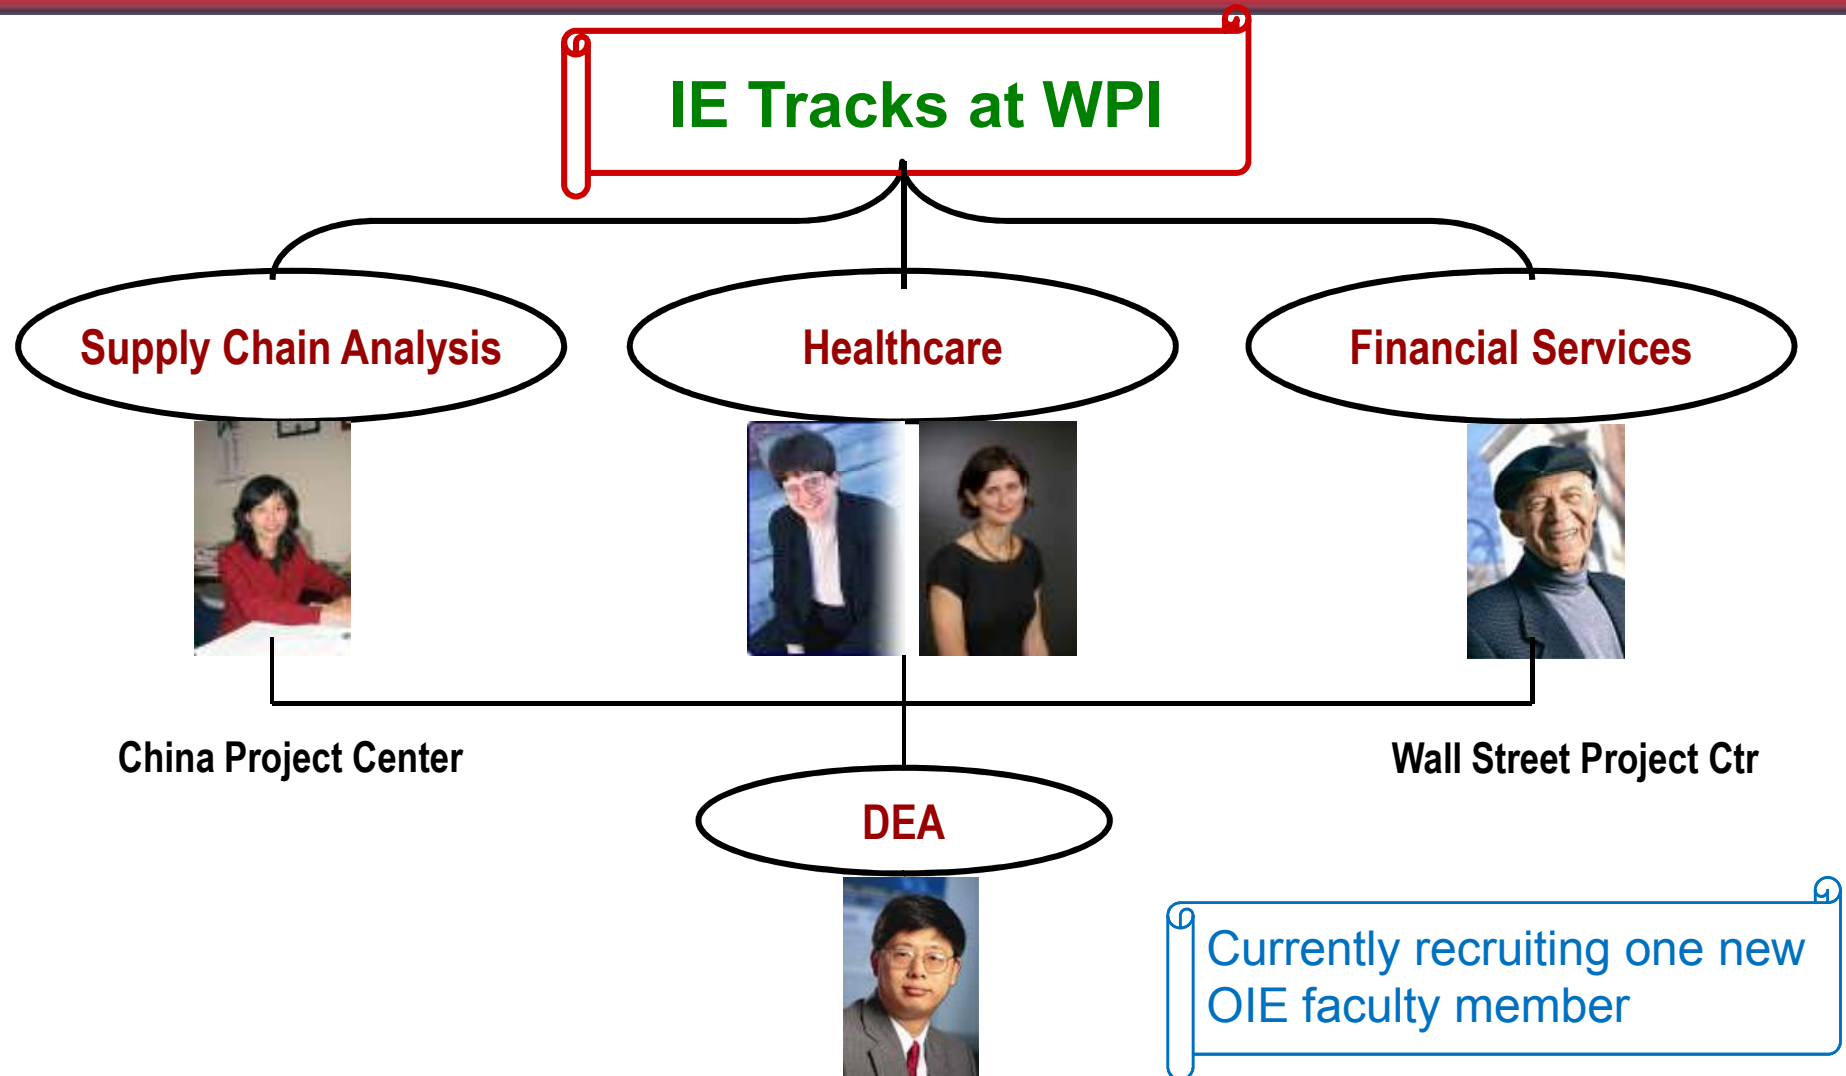 IE Tracks at WPI
Supply Chain Analysis
Healthcare
Financial Services
China Project Center
Wall Street Project Ctr
DEA
Currently recruiting one new
OIE faculty member